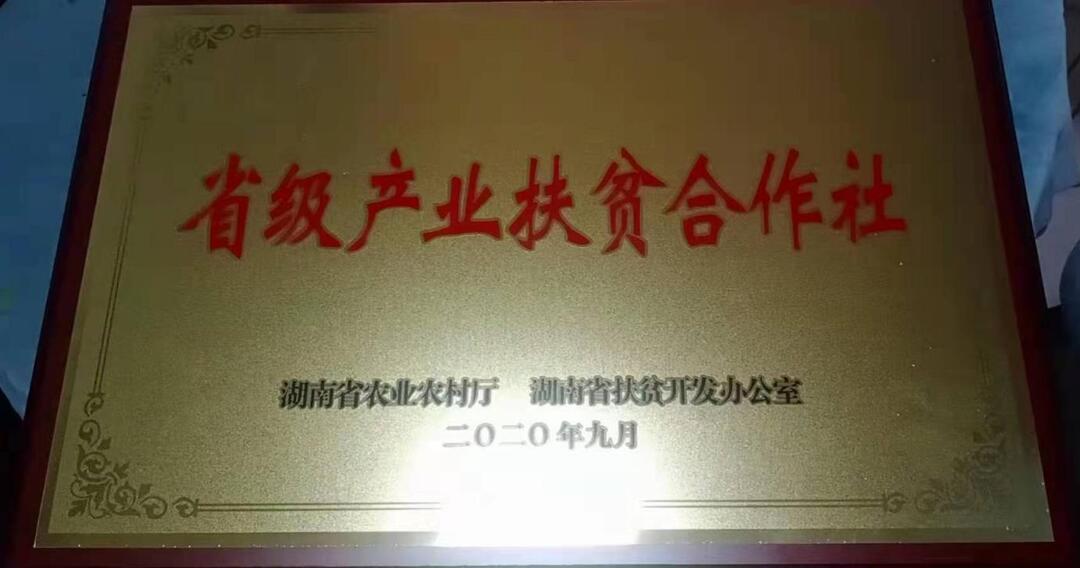 省级产业扶贫合作社
湖南省农业农村厅 湖南省扶贫开发办公室
二〇二〇年九月